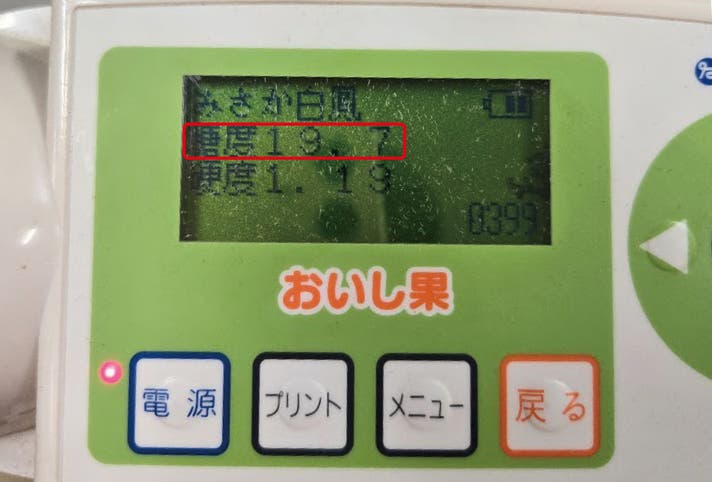 みさか白鳳
糖度19.7
硬度1.19
0399
おいし果
電源
プリント
メニュー
戻る